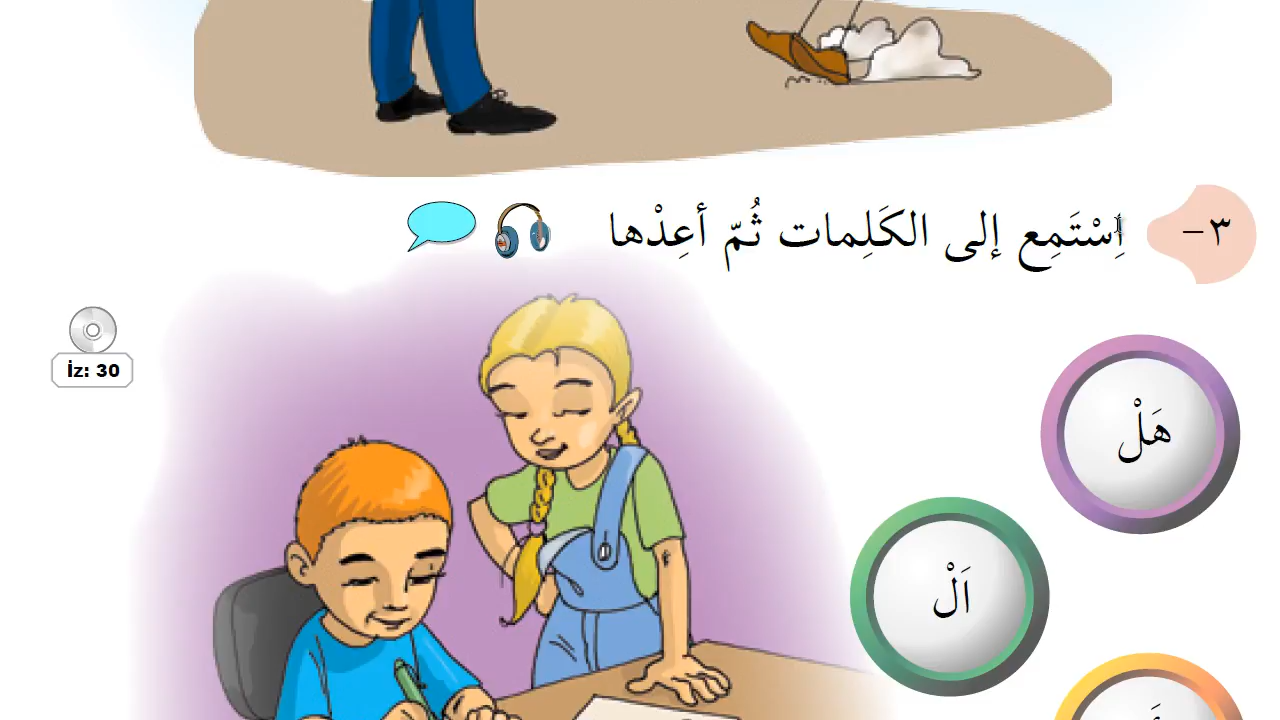 ٣- اِسْتَمِع إلى الكَلِمات ثُمّ أعِدْها
İz: 30
هَلْ
اَلْ